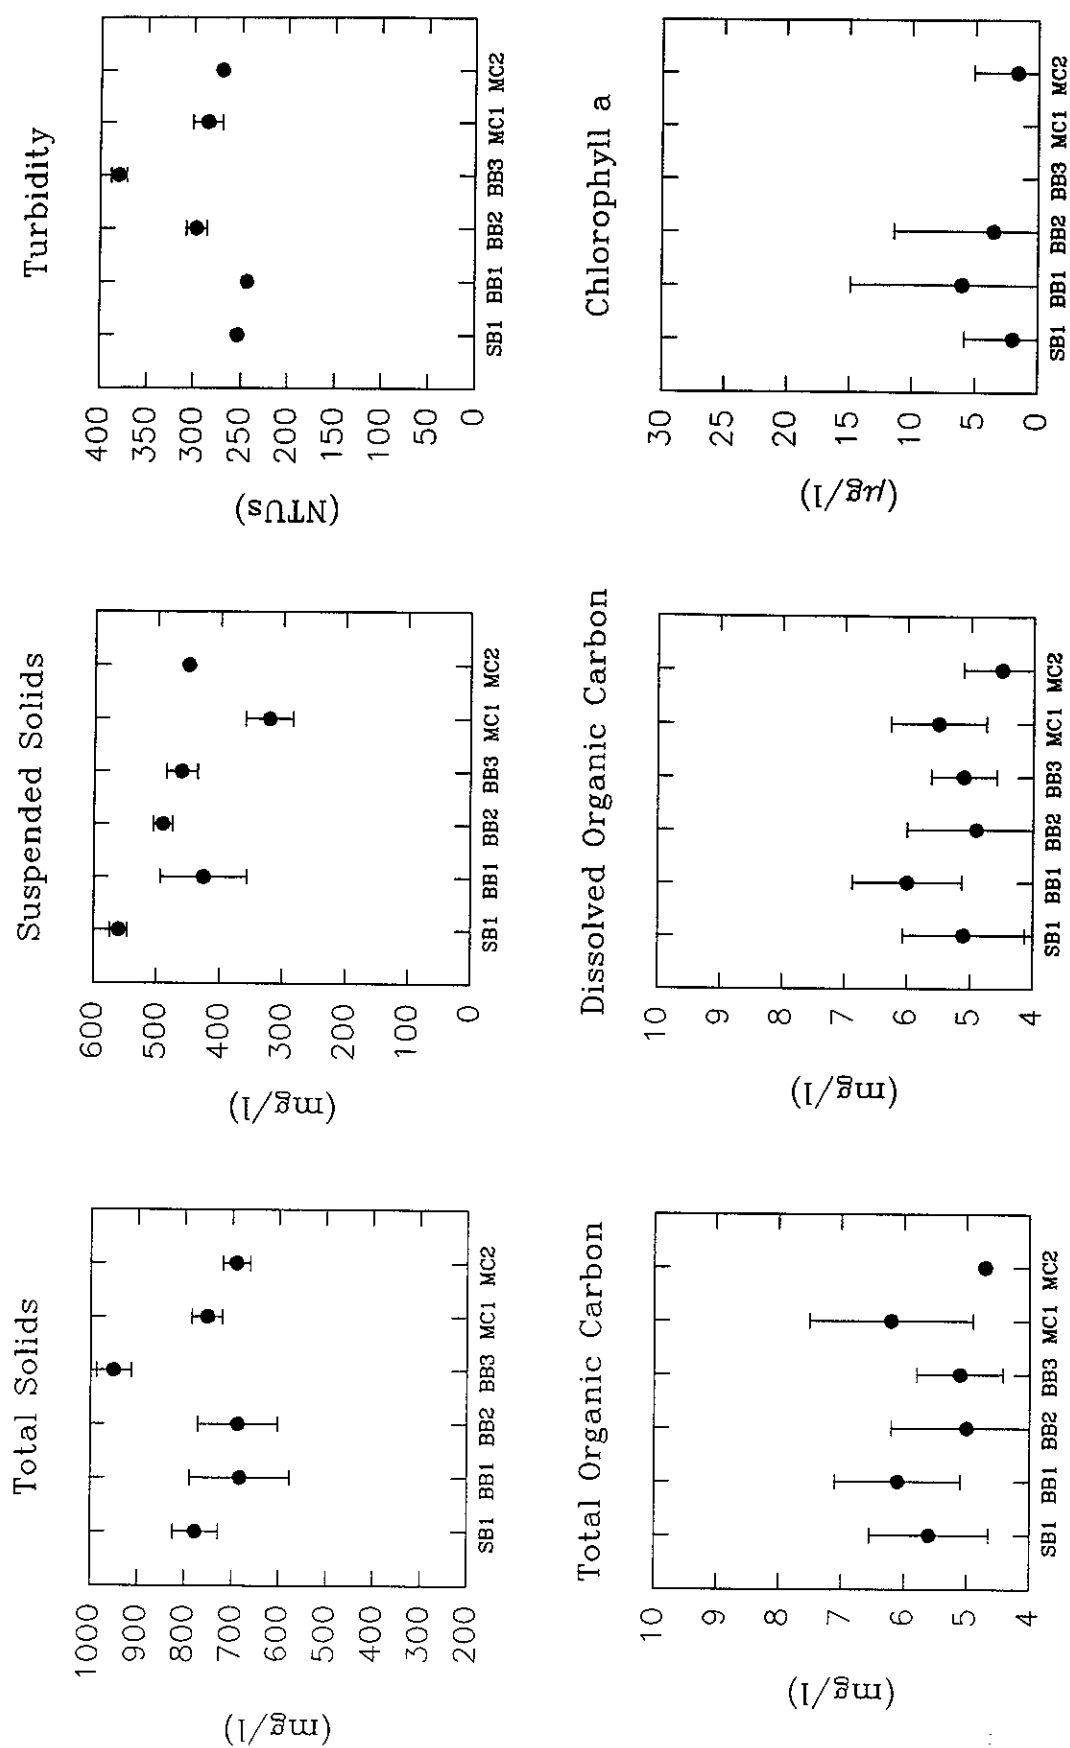 Total Solids
(mg/l)
1000
900
800
700
600
500
400
300
200
SB1 BB1 BB2 BB3 MC1 MC2
Suspended Solids
(mg/l)
600
500
400
300
200
100
0
SB1 BB1 BB2 BB3 MC1 MC2
Turbidity
(NTUs)
400
350
300
250
200
150
100
50
0
SB1 BB1 BB2 BB3 MC1 MC2
Total Organic Carbon
(mg/l)
10
9
8
7
6
5
4
SB1 BB1 BB2 BB3 MC1 MC2
Dissolved Organic Carbon
(mg/l)
10
9
8
7
6
5
4
SB1 BB1 BB2 BB3 MC1 MC2
Chlorophyll a
(μg/l)
30
25
20
15
10
5
0
SB1 BB1 BB2 BB3 MC1 MC2